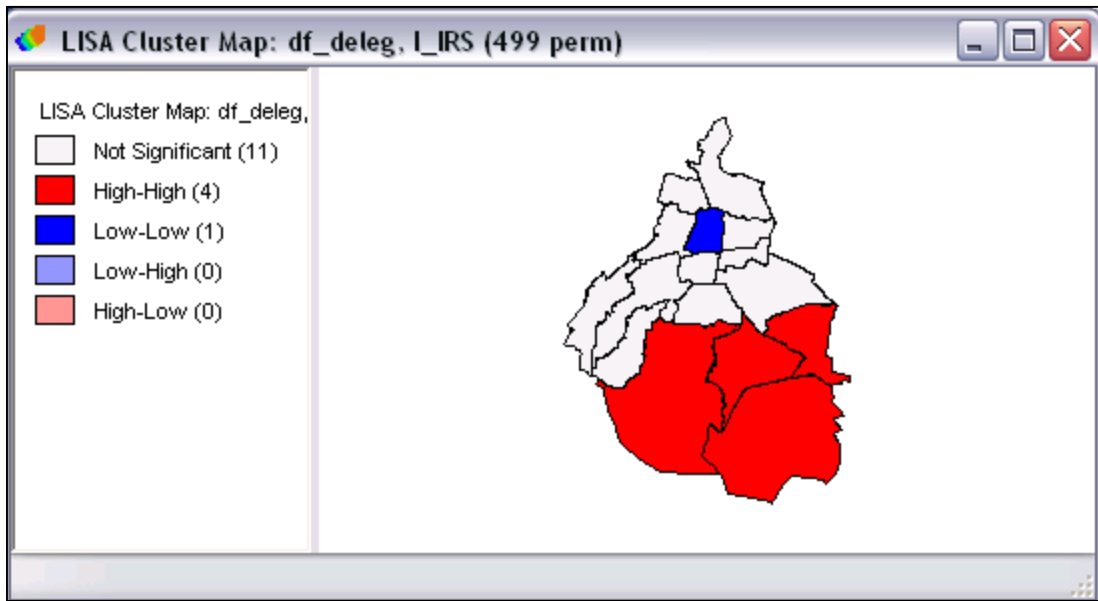 LISA Cluster Map: df_deleg, I_IRS (499 perm)
LISA Cluster Map: df_deleg,
Not Significant (11)
High-High (4)
Low-Low (1)
Low-High (0)
High-Low (0)